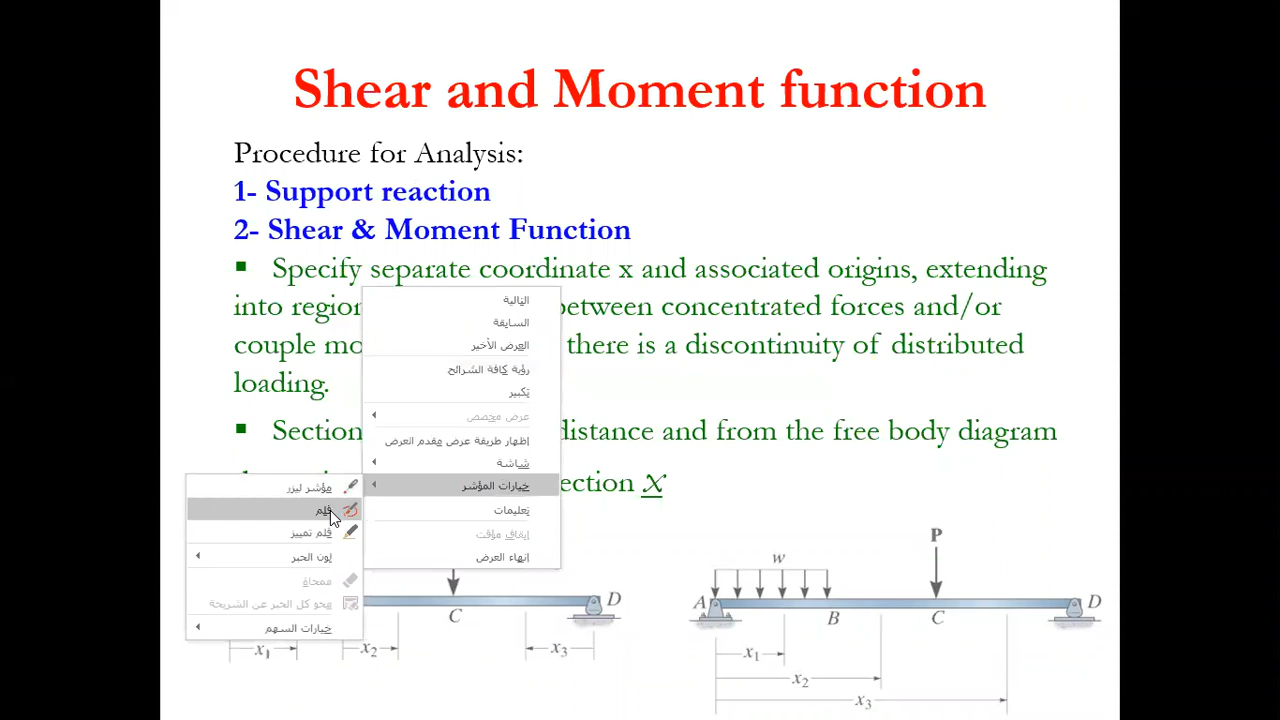 Shear and Moment function
Procedure for Analysis:
1- Support reaction
2- Shear & Moment Function
▪ Specify separate coordinate x and associated origins, extending
into region between concentrated forces and/or
couple mo there is a discontinuity of distributed
loading.
▪ Section distance and from the free body diagram
ection x
التالية
السابقة
العرض الأخير
رؤية كافة الشرائح
تكبير
عرض مخصص
إظهار طريقة عرض مقدم العرض
شاشة
خيارات المؤشر
تعليمات
إيقاف مؤقت
إنهاء العرض
مؤشر ليزر
قلم
قلم تمييز
لون الحبر
ممحاة
محو كل الحبر عن الشريحة
خيارات السهم
C D
x1 x2 x3
w P
A B C D
x1
x2
x3